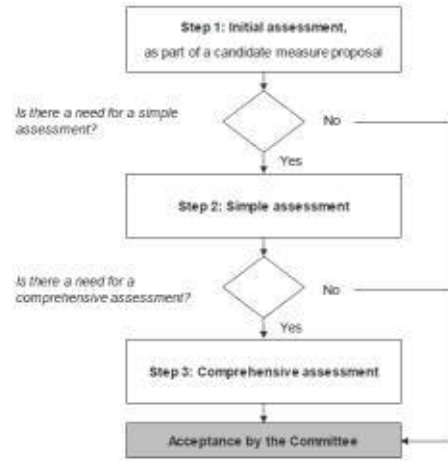 Step 1: Initial assessment,
as part of a candidate measure proposal
Is there a need for a simple
assessment?
No
Yes
Step 2: Simple assessment
Is there a need for a
comprehensive assessment?
No
Yes
Step 3: Comprehensive assessment
Acceptance by the Committee